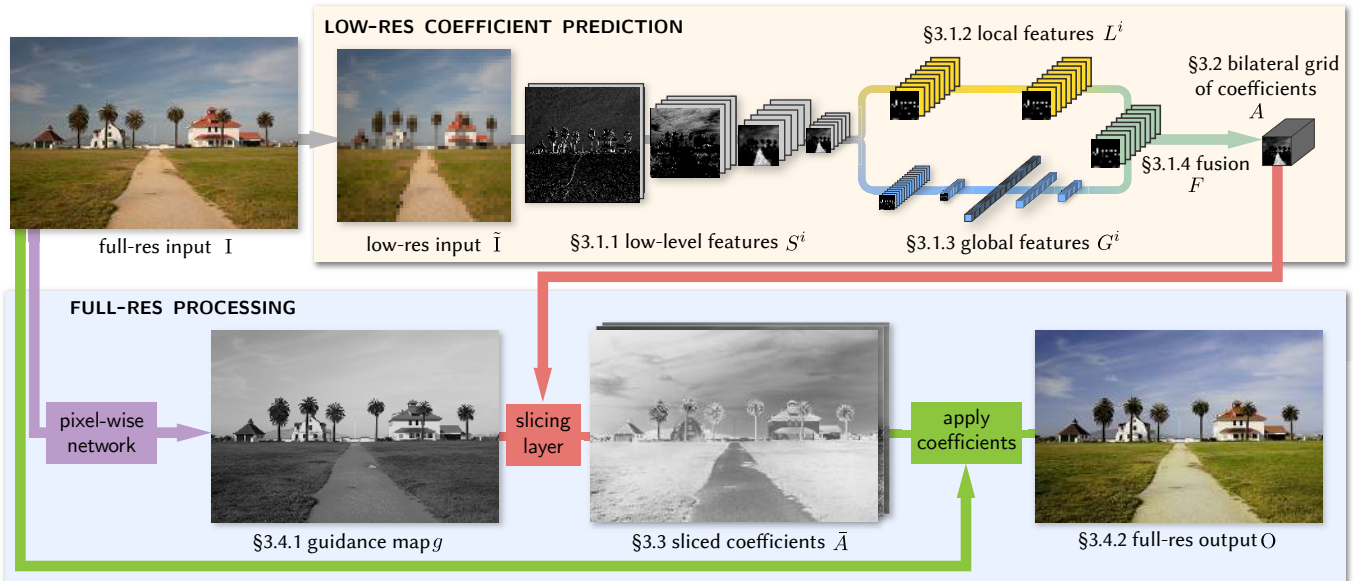 LOW-RES COEFFICIENT PREDICTION
§3.1.2 local features Lⁱ
§3.2 bilateral grid
of coefficients
A
§3.1.4 fusion
F
full-res input I
low-res input Ĩ
§3.1.1 low-level features Sⁱ
§3.1.3 global features Gⁱ
FULL-RES PROCESSING
pixel-wise
network
slicing
layer
apply
coefficients
§3.4.1 guidance map g
§3.3 sliced coefficients Ā
§3.4.2 full-res output O